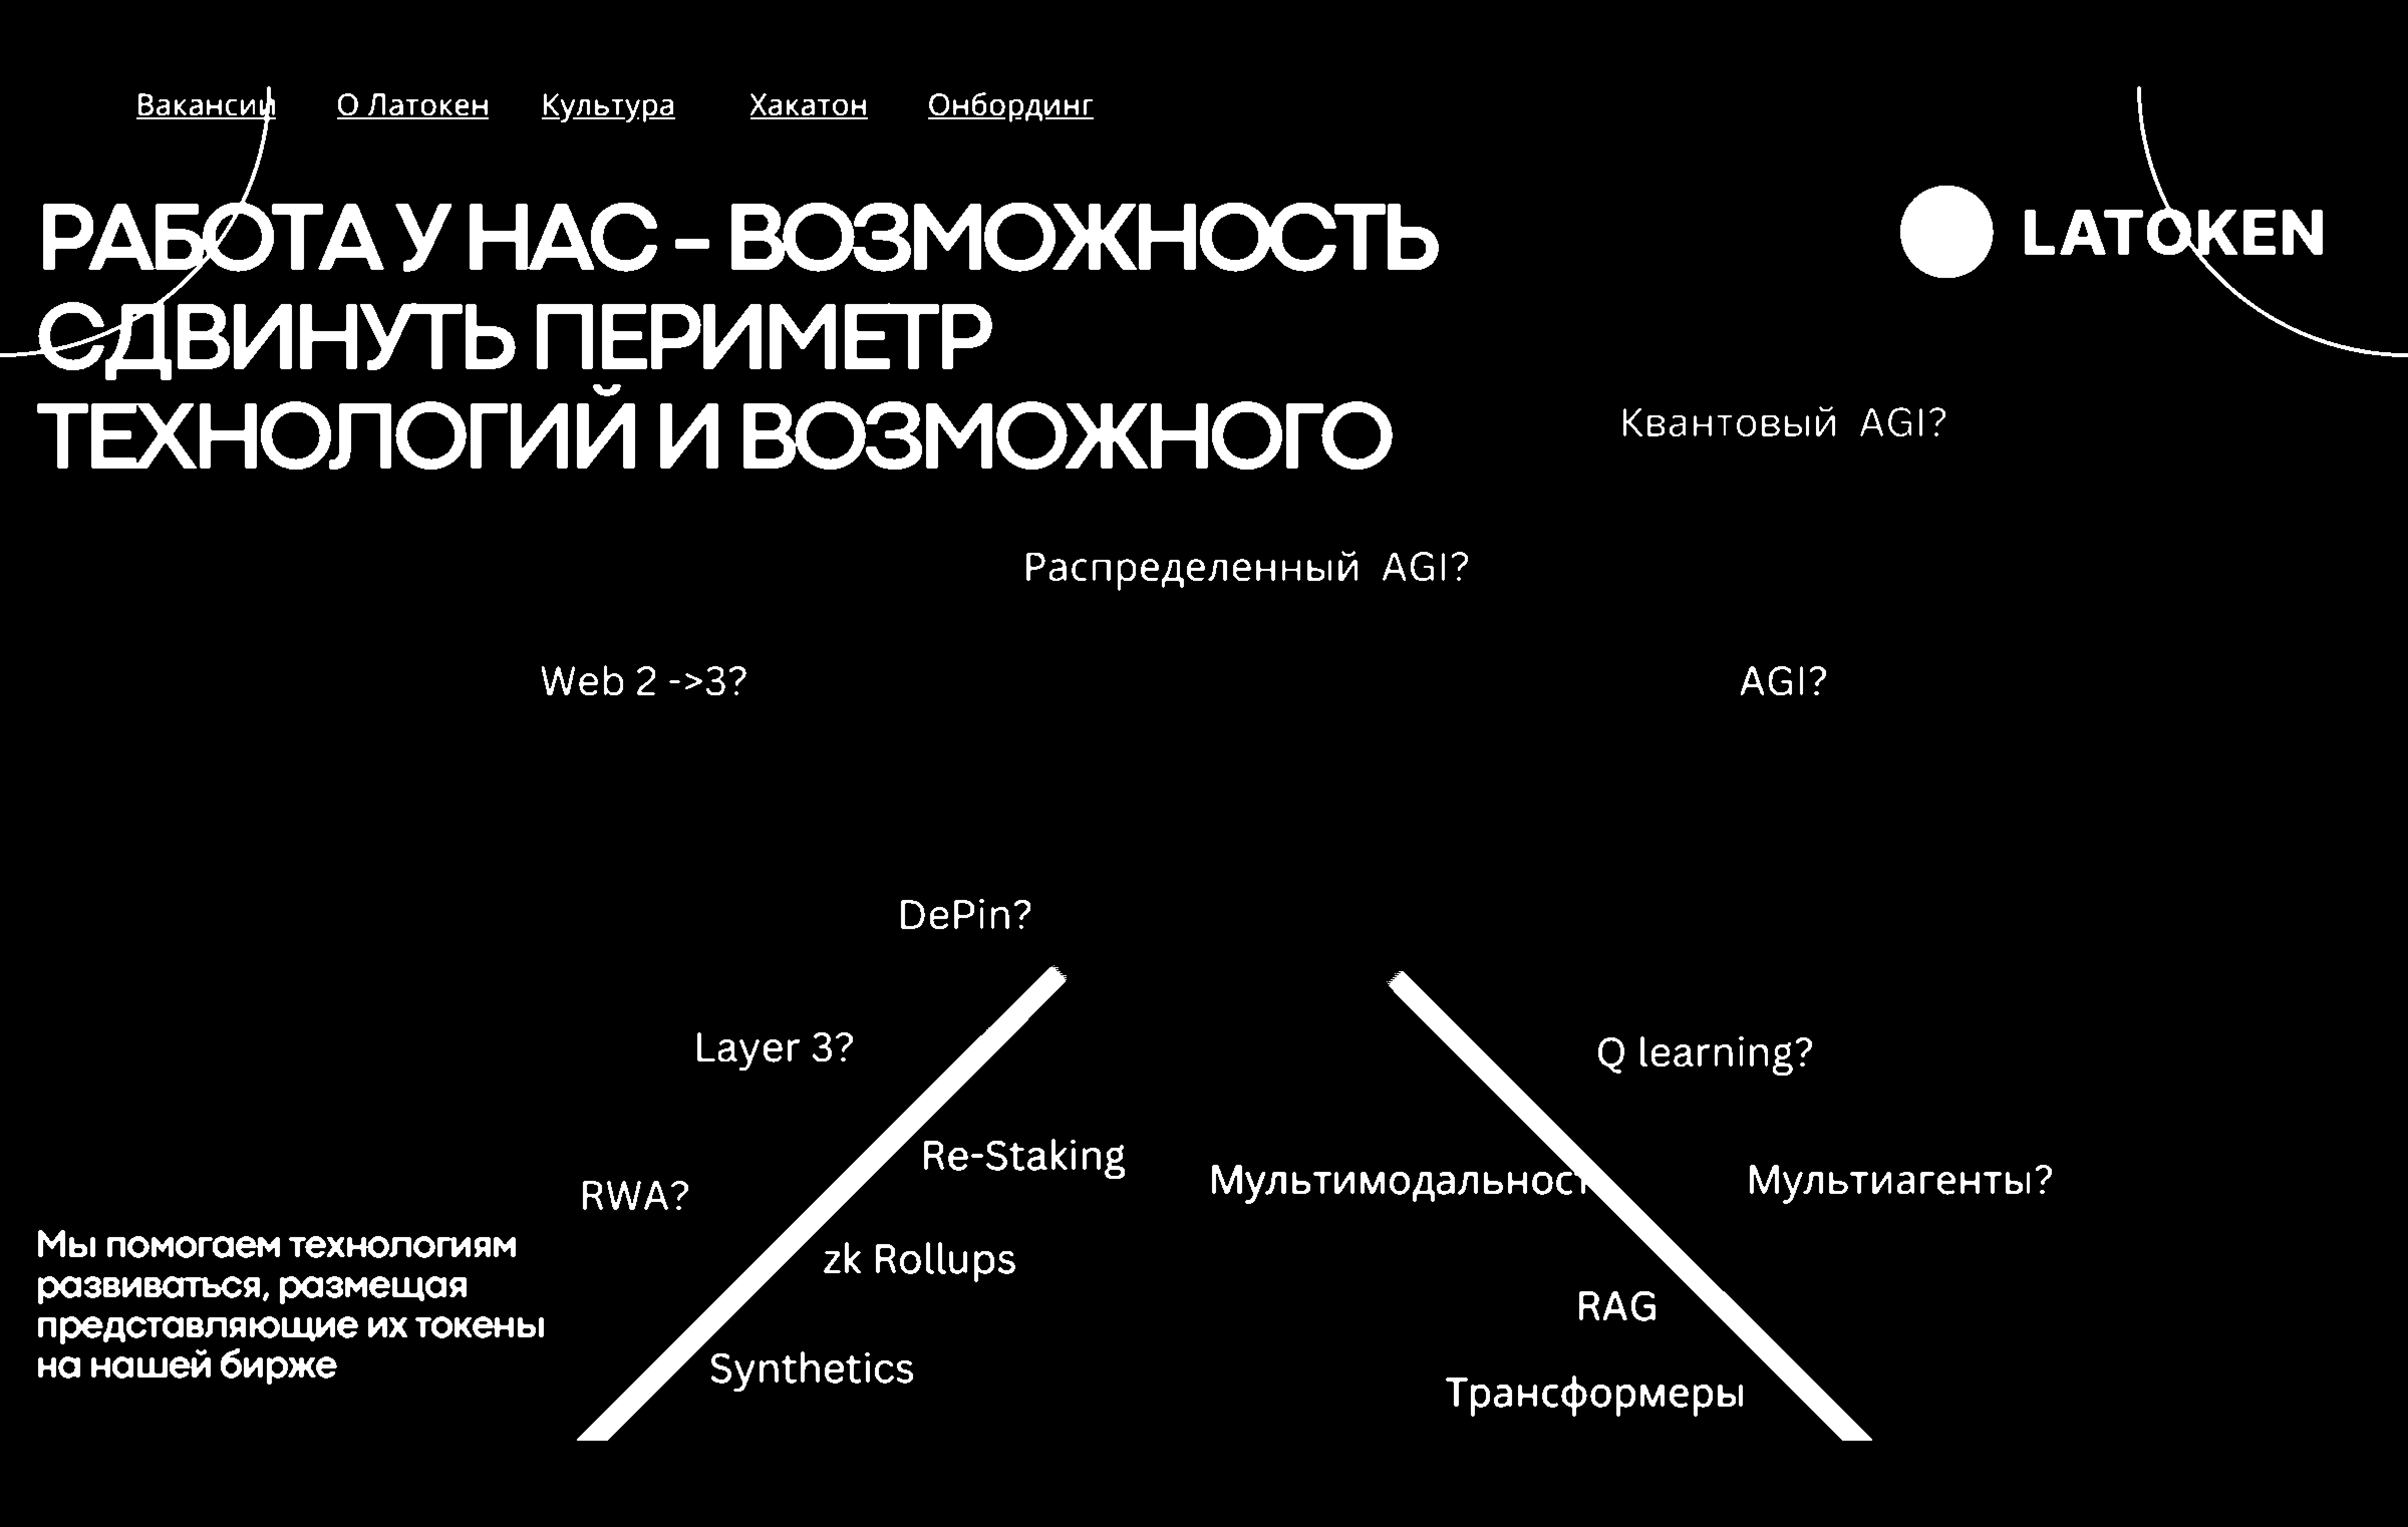 Вакансии О Латокен Культура Хакатон Онбординг
РАБОТА У НАС - ВОЗМОЖНОСТЬ
СДВИНУТЬ ПЕРИМЕТР
ТЕХНОЛОГИЙ И ВОЗМОЖНОГО
LATOKEN
Квантовый AGI?
Распределенный AGI?
Web 2 ->3?
AGI?
DePin?
Layer 3?
Q learning?
Re-Staking
Мультиагенты?
RWA?
zk Rollups
Мы помогаем технологиям
развиваться, размещая
представляющие их токены
на нашей бирже
RAG
Synthetics
Трансформеры